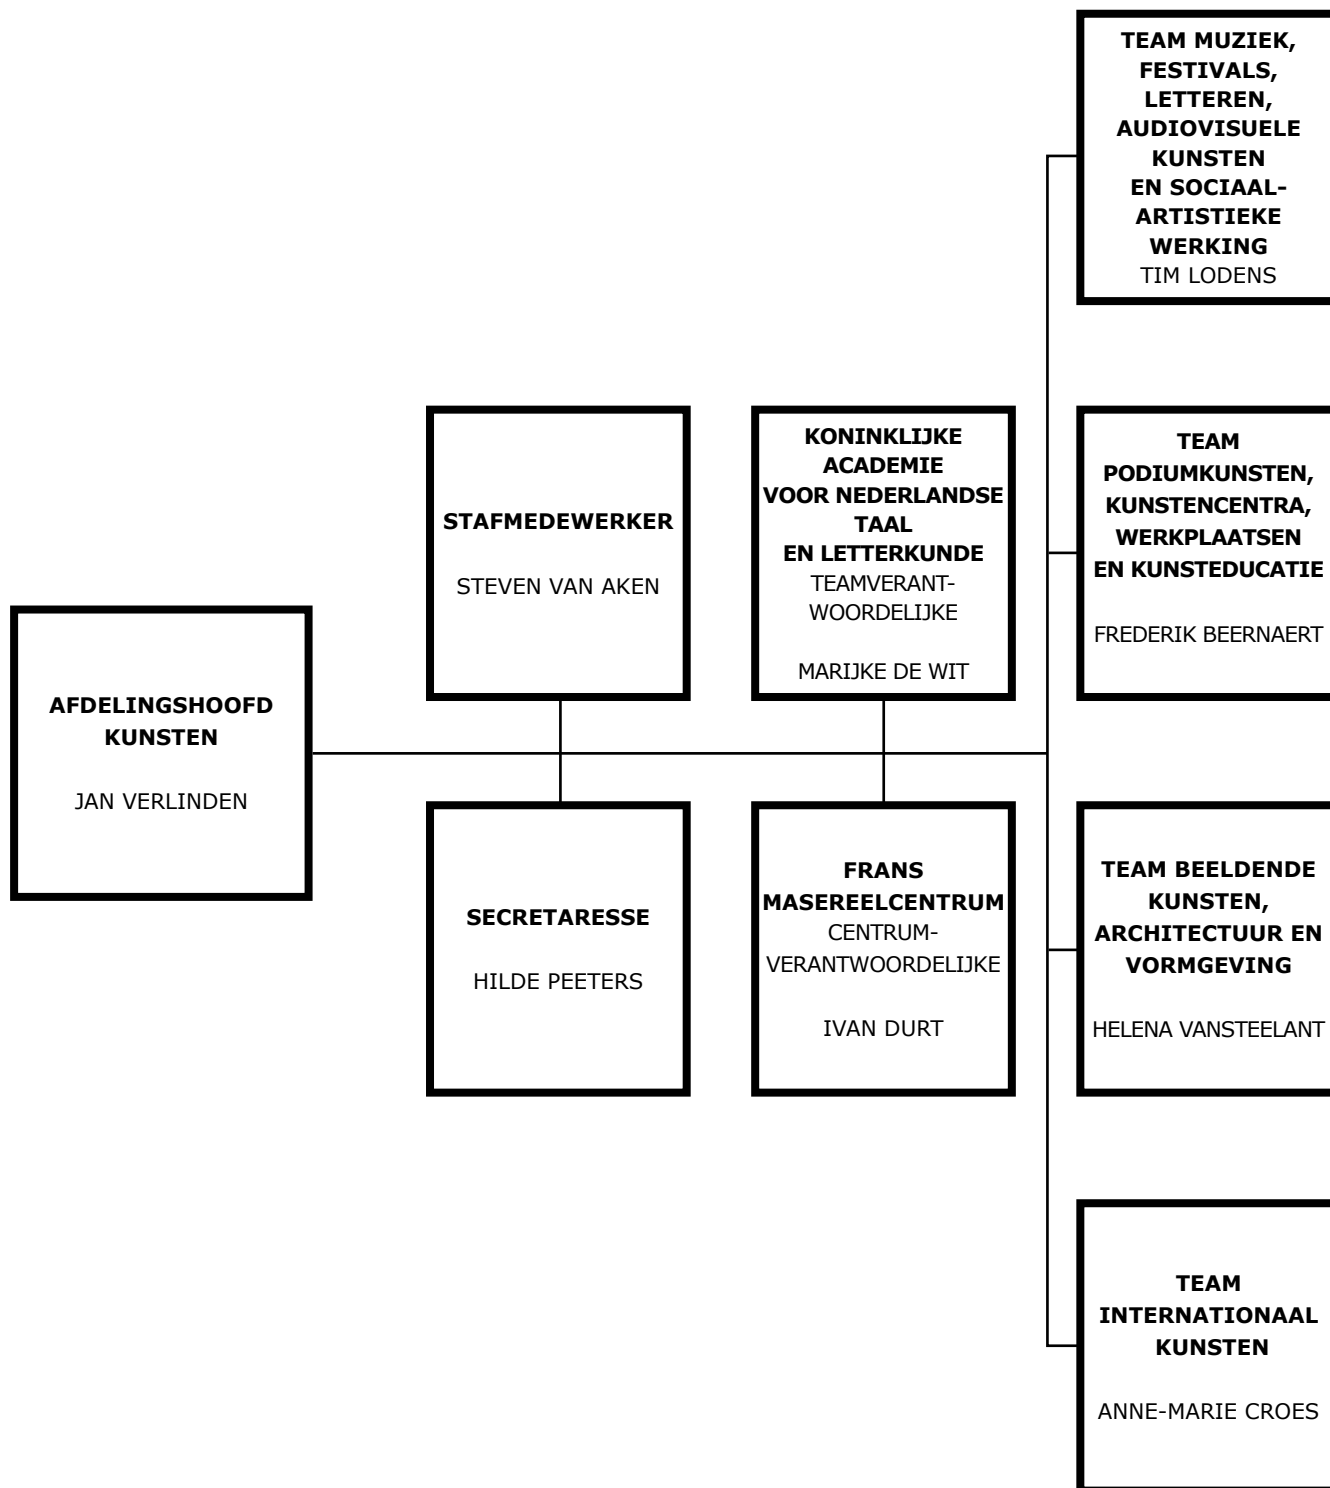 TEAM MUZIEK,
FESTIVALS,
LETTEREN,
AUDIOVISUELE
KUNSTEN
EN SOCIAAL-
ARTISTIEKE
WERKING
TIM LODENS
STAFMEDEWERKER
STEVEN VAN AKEN
KONINKLIJKE
ACADEMIE
VOOR NEDERLANDSE
TAAL
EN LETTERKUNDE
TEAMVERANT-
WOORDELIJKE
MARIJKE DE WIT
TEAM
PODIUMKUNSTEN,
KUNSTENCENTRA,
WERKPLAATSEN
EN KUNSTEDUCATIE
FREDERIK BEERNAERT
AFDELINGSHOOFD
KUNSTEN
JAN VERLINDEN
SECRETARESSE
HILDE PEETERS
FRANS
MASEREELCENTRUM
CENTRUM-
VERANTWOORDELIJKE
IVAN DURT
TEAM BEELDENDE
KUNSTEN,
ARCHITECTUUR EN
VORMGEVING
HELENA VANSTEELANT
TEAM
INTERNATIONAAL
KUNSTEN
ANNE-MARIE CROES